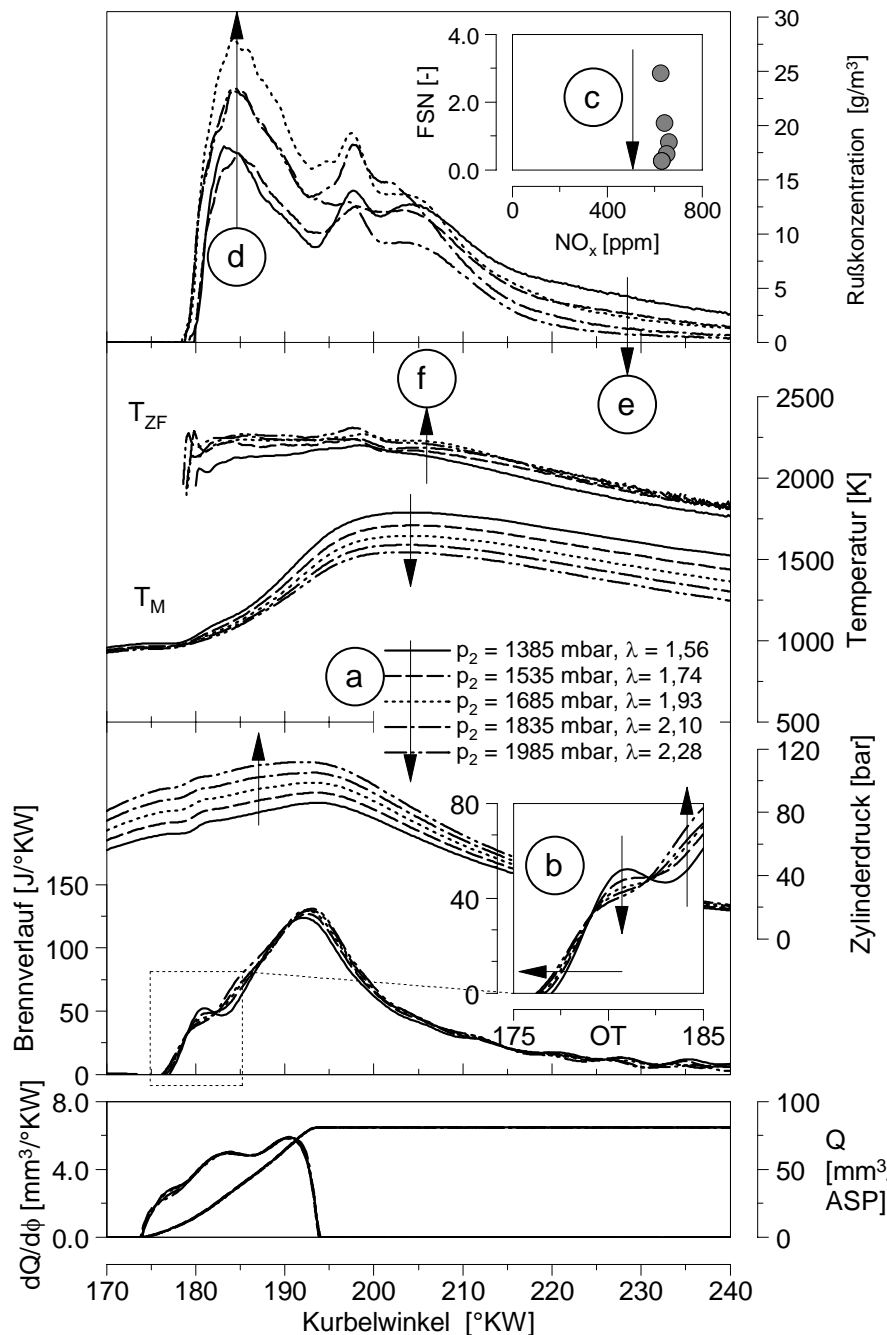 30
25
20
15
10
5
0
Rußkonzentration [g/m³]
4.0
2.0
0.0
FSN [-]
c
0 400 800
NOx [ppm]
d
f
e
TZF
TM
2500
2000
1500
1000
500
Temperatur [K]
a
p2 = 1385 mbar, λ = 1,56
p2 = 1535 mbar, λ= 1,74
p2 = 1685 mbar, λ= 1,93
p2 = 1835 mbar, λ= 2,10
p2 = 1985 mbar, λ= 2,28
120
80
40
0
Zylinderdruck [bar]
80
40
0
b
175 OT 185
150
125
100
75
50
25
0
Brennverlauf [J/°KW]
8.0
4.0
0.0
dQ/dϕ [mm³/°KW]
100
50
0
Q
[mm³/
ASP]
170 180 190 200 210 220 230 240
Kurbelwinkel [°KW]